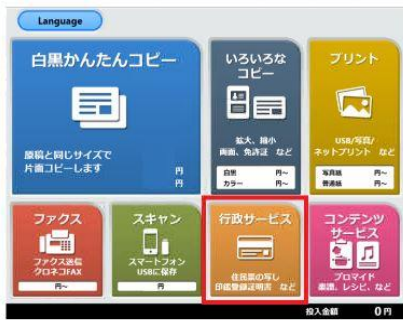 Language
白黒かんたんコピー
原稿と同じサイズで
片面コピーします
円
円
いろいろな
コピー
拡大、縮小
両面、免許証 など
白黒 円~
カラー 円~
プリント
USB/写真/
ネットプリント など
写真紙 円~
普通紙 円~
ファクス
ファクス送信
クロネコFAX
円~
スキャン
スマートフォン
USBに保存
円
行政サービス
住民票の写し
印鑑登録証明書 など
コンテンツ
サービス
ブロマイド
楽譜、レシピ、など
投入金額 0円